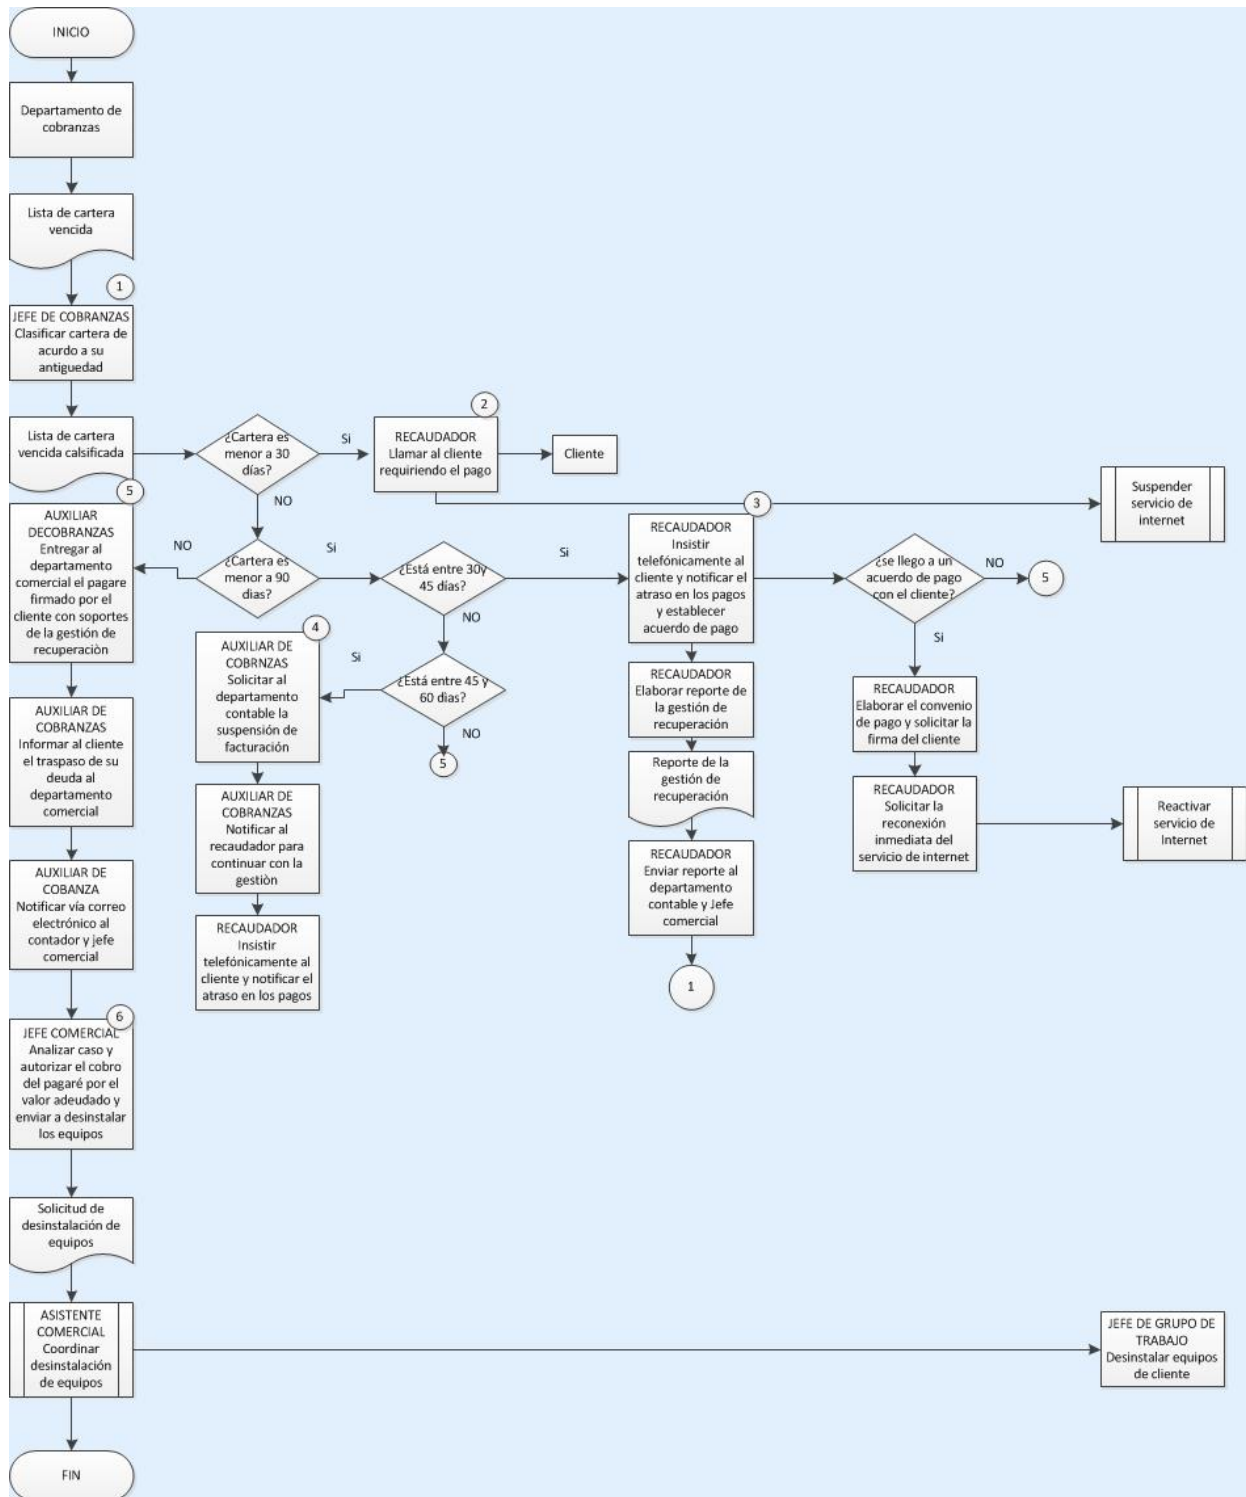 INICIO
Departamento de
cobranzas
Lista de cartera
vencida
1
JEFE DE COBRANZAS
Clasificar cartera de
acurdo a su
antiguedad
Lista de cartera
vencida calsificada
¿Cartera es
menor a 30
días?
Si
NO
2
RECAUDADOR
Llamar al cliente
requiriendo el pago
Cliente
Suspender
servicio de
internet
5
AUXILIAR
DECOBRANZAS
Entregar al
departamento
comercial el pagare
firmado por el
cliente con soportes
de la gestión de
recuperaciòn
NO
¿Cartera es
menor a 90
dias?
Si
¿Está entre 30y
45 días?
Si
NO
3
RECAUDADOR
Insistir
telefónicamente al
cliente y notificar el
atraso en los pagos
y establecer
acuerdo de pago
¿se llego a un
acuerdo de pago
con el cliente?
NO
5
Si
4
AUXILIAR DE
COBRNZAS
Solicitar al
departamento
contable la
suspensión de
facturación
Si
¿Está entre 45 y
60 dìas?
NO
5
RECAUDADOR
Elaborar reporte de
la gestión de
recuperación
RECAUDADOR
Elaborar el convenio
de pago y solicitar la
firma del cliente
AUXILIAR DE
COBRANZAS
Informar al cliente
el traspaso de su
deuda al
departamento
comercial
AUXILIAR DE
COBRANZAS
Notificar al
recaudador para
continuar con la
gestiòn
Reporte de la
gestión de
recuperación
RECAUDADOR
Solicitar la
reconexión
inmediata del
servicio de internet
Reactivar
servicio de
Internet
AUXILIAR DE
COBANZA
Notificar vía correo
electrónico al
contador y jefe
comercial
RECAUDADOR
Insistir
telefónicamente al
cliente y notificar el
atraso en los pagos
RECAUDADOR
Enviar reporte al
departamento
contable y Jefe
comercial
1
6
JEFE COMERCIAL
Analizar caso y
autorizar el cobro
del pagaré por el
valor adeudado y
enviar a desinstalar
los equipos
Solicitud de
desinstalación de
equipos
ASISTENTE
COMERCIAL
Coordinar
desinstalación
de equipos
JEFE DE GRUPO DE
TRABAJO
Desinstalar equipos
de cliente
FIN